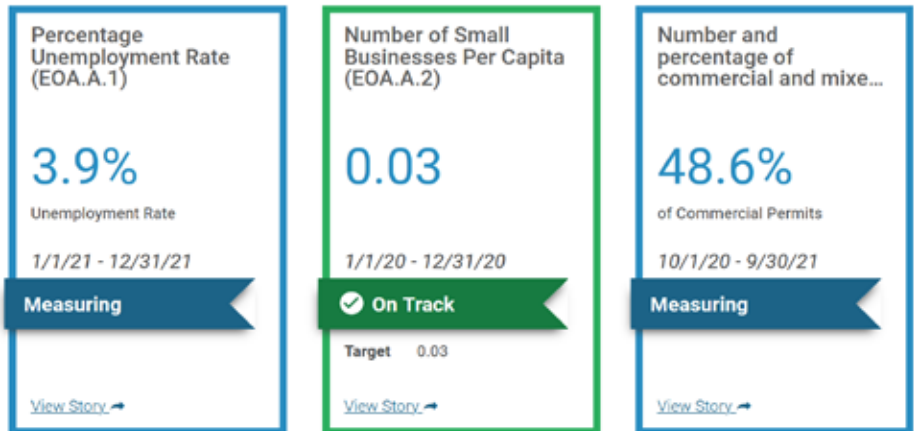 Percentage
Unemployment Rate
(EOA.A.1)
3.9%
Unemployment Rate
1/1/21 - 12/31/21
Measuring
View Story
Number of Small
Businesses Per Capita
(EOA.A.2)
0.03
1/1/20 - 12/31/20
On Track
Target 0.03
View Story
Number and
percentage of
commercial and mixe...
48.6%
of Commercial Permits
10/1/20 - 9/30/21
Measuring
View Story